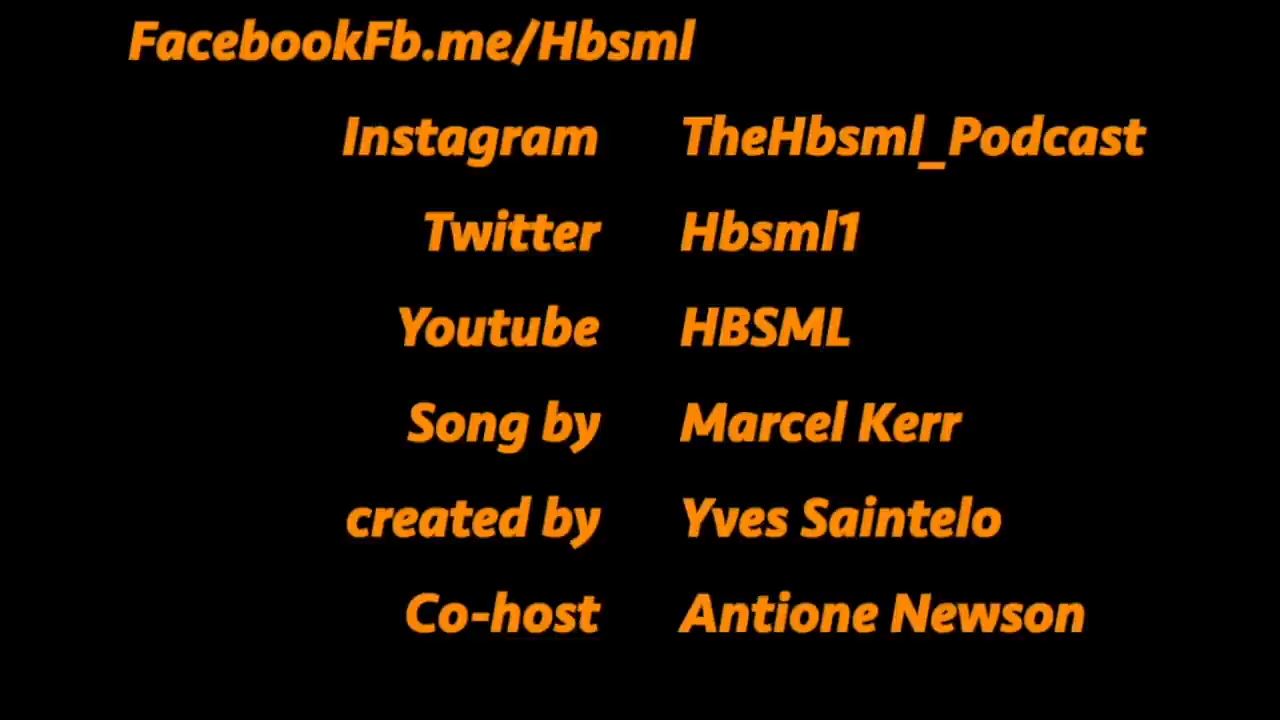 FacebookFb.me/Hbsml
Instagram TheHbsml_Podcast
Twitter Hbsml1
Youtube HBSML
Song by Marcel Kerr
created by Yves Saintelo
Co-host Antione Newson